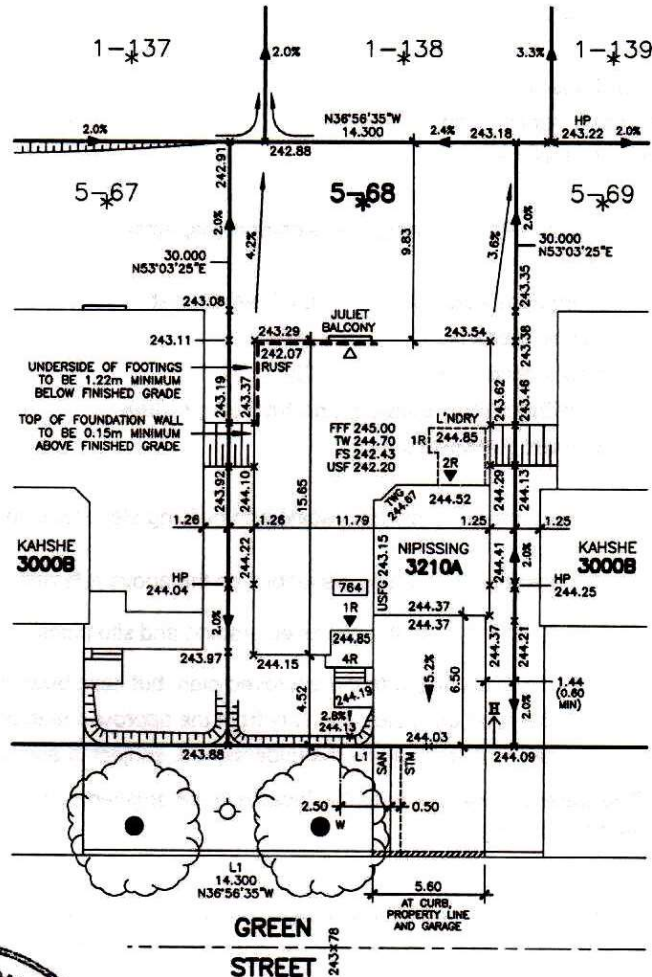 1-137
2.0%
1-138
3.3%
1-139
N36°56'35"W
14.300
HP
2.0%
2.4%
243.18
243.22
2.0%
242.91
242.88
5-67
5-68
5-69
2.0%
4.2%
9.83
3.6%
2.0%
30.000
N53°03'25"E
30.000
N53°03'25"E
243.08
243.35
JULIET
BALCONY
243.11
243.29
243.54
243.38
242.07
RUSF
UNDERSIDE OF FOOTINGS
TO BE 1.22m MINIMUM
BELOW FINISHED GRADE
243.19
243.37
243.62
243.46
TOP OF FOUNDATION WALL
TO BE 0.15m MINIMUM
ABOVE FINISHED GRADE
FFF 245.00
TW 244.70
FS 242.43
USF 242.20
L'NDRY
1R
244.85
2R
244.52
243.92
244.10
15.65
TWG
244.67
244.29
244.13
1.26
1.26
11.79
1.25
1.25
KAHSHE
3000B
244.22
USFG 243.15
NIPISSING
3210A
244.41
2.0%
KAHSHE
3000B
HP
244.04
764
HP
244.25
1R
244.85
244.37
244.37
2.0%
244.37
244.21
243.97
244.15
4R
5.2%
6.50
4.52
244.19
1.44
(0.60
MIN)
2.8%
244.13
2.0%
243.88
L1
244.03
244.09
SAN
STM
2.50
0.50
W
L1
14.300
N36°56'35"W
5.60
AT CURB,
PROPERTY LINE
AND GARAGE
GREEN
STREET
243.78